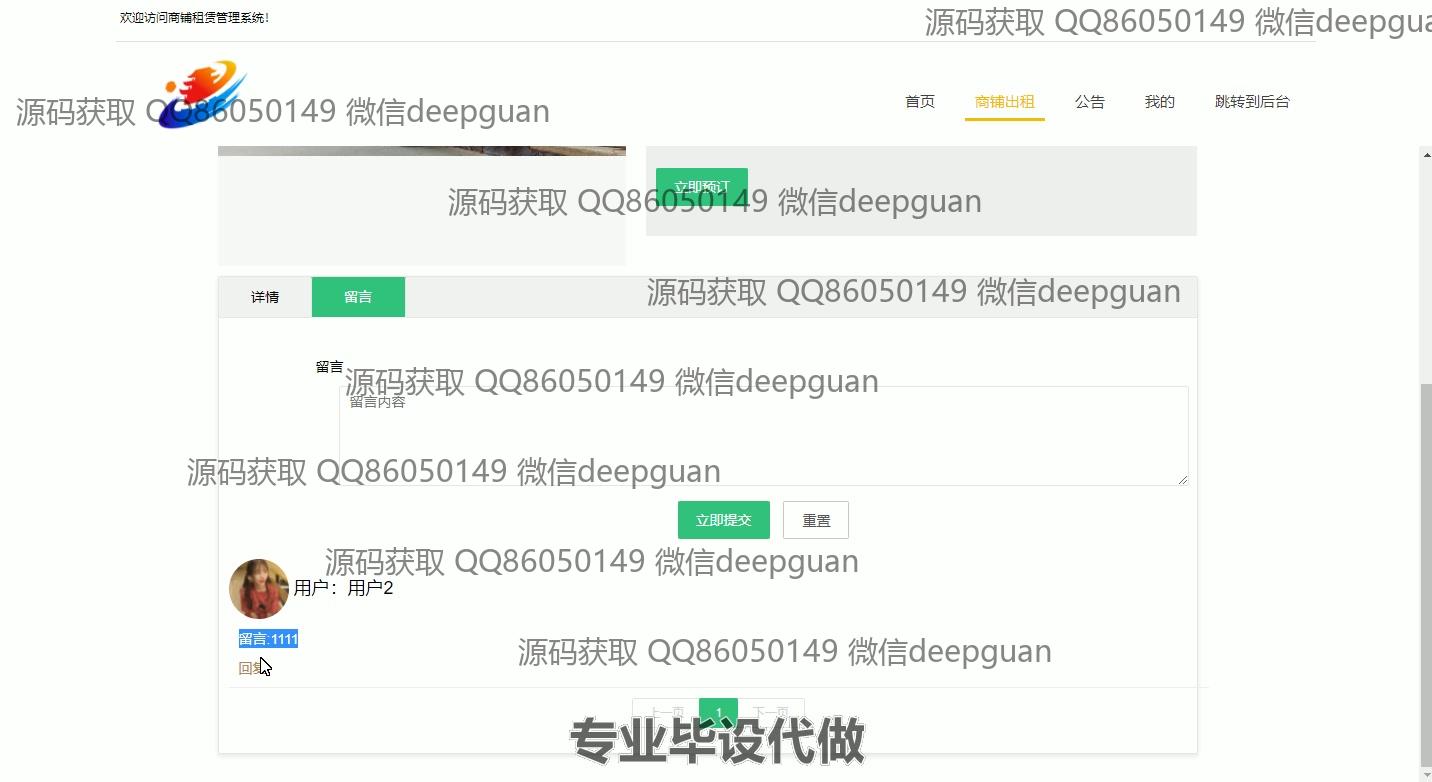 欢迎访问商铺租赁管理系统!
源码获取 QQ86050149 微信deepgua
源码获取 QQ86050149 微信deepguan
首页 商铺出租 公告 我的 跳转到后台
立即预订
源码获取 QQ86050149 微信deepguan
详情 留言
源码获取 QQ86050149 微信deepguan
留言
源码获取 QQ86050149 微信deepguan
留言内容
源码获取 QQ86050149 微信deepguan
立即提交 重置
源码获取 QQ86050149 微信deepguan
用户：用户2
留言:1111
源码获取 QQ86050149 微信deepguan
回复
上一页 1 下一页
专业毕设代做